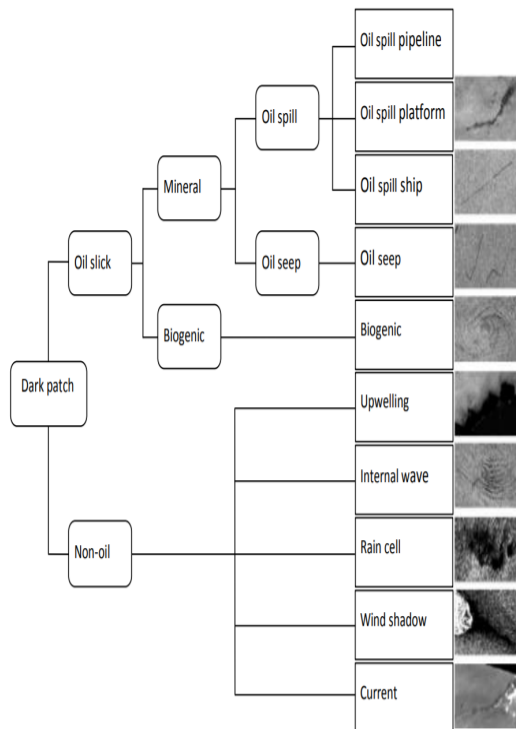 Oil spill pipeline
Oil spill platform
Oil spill
Mineral
Oil spill ship
Oil slick
Oil seep
Oil seep
Biogenic
Biogenic
Dark patch
Upwelling
Internal wave
Non-oil
Rain cell
Wind shadow
Current